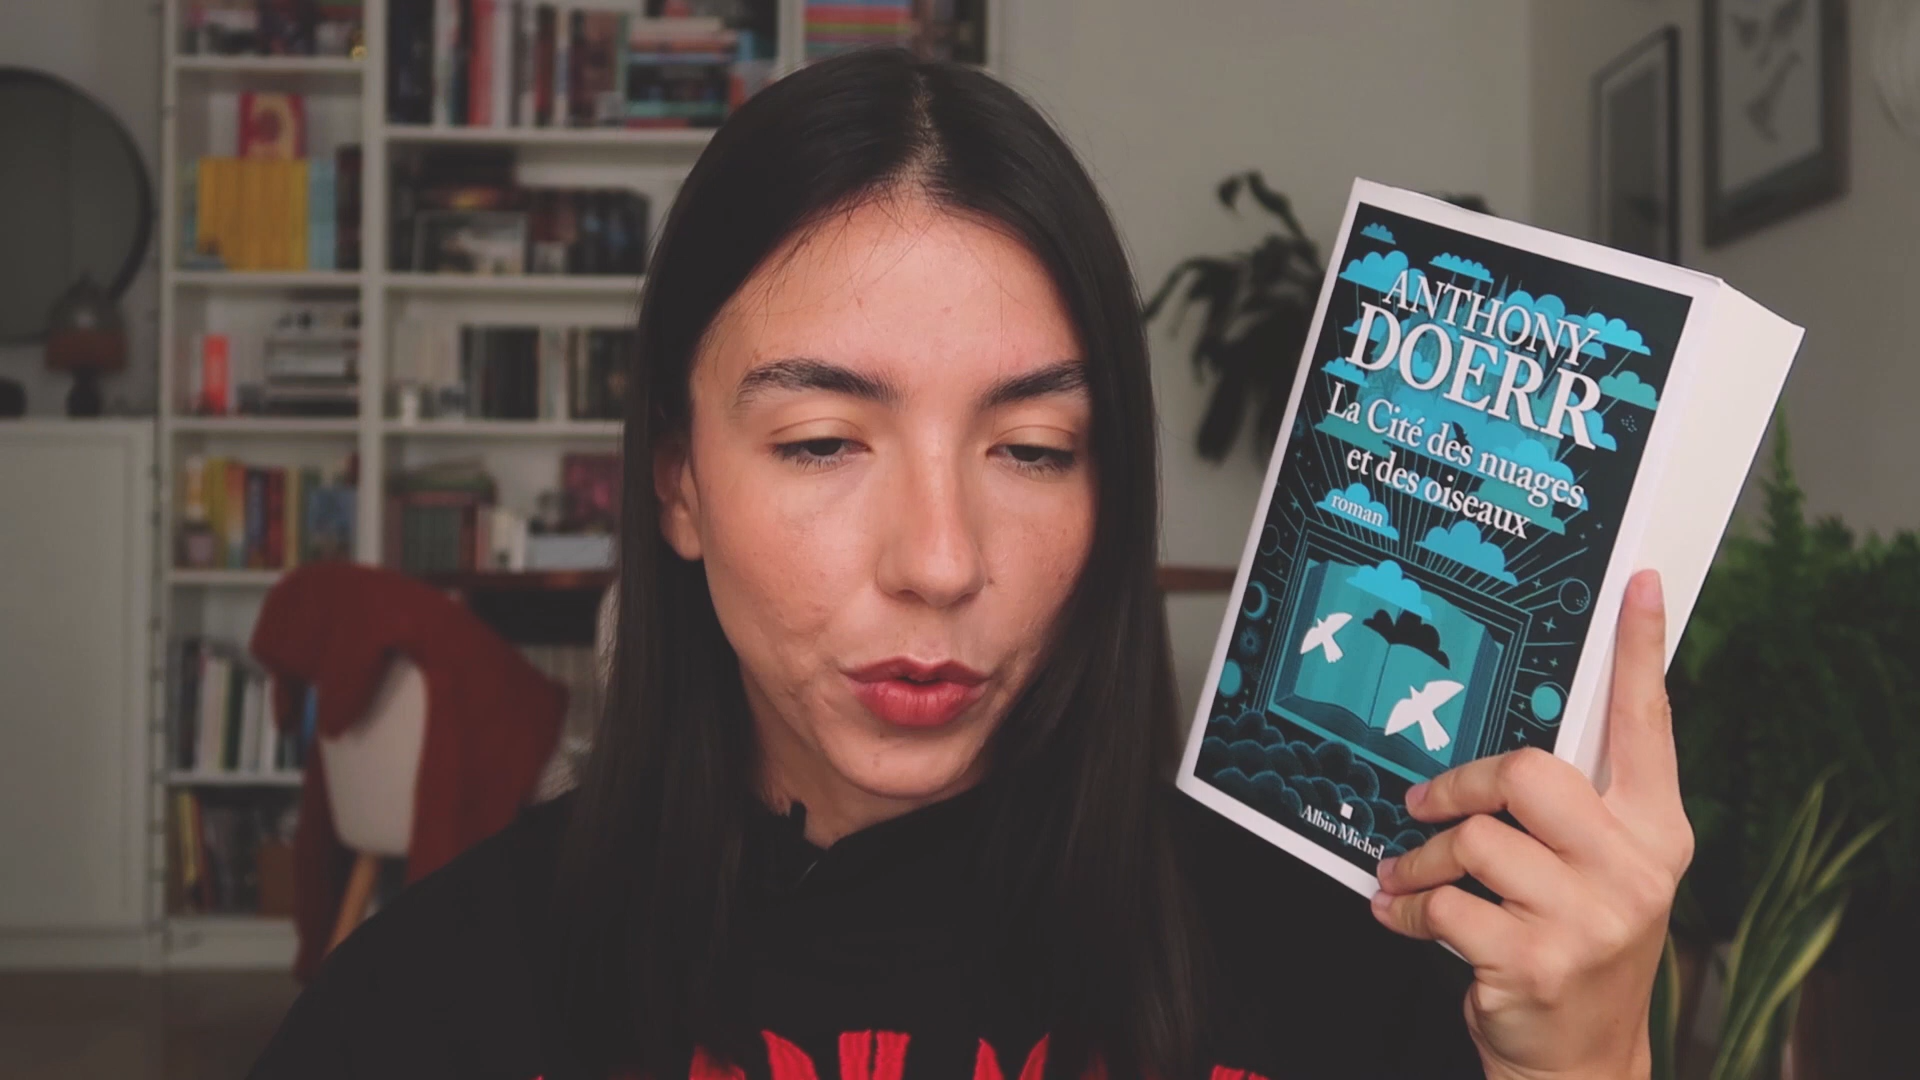 ANTHONY
DOERR
La Cité des nuages
et des oiseaux
roman
Albin Michel